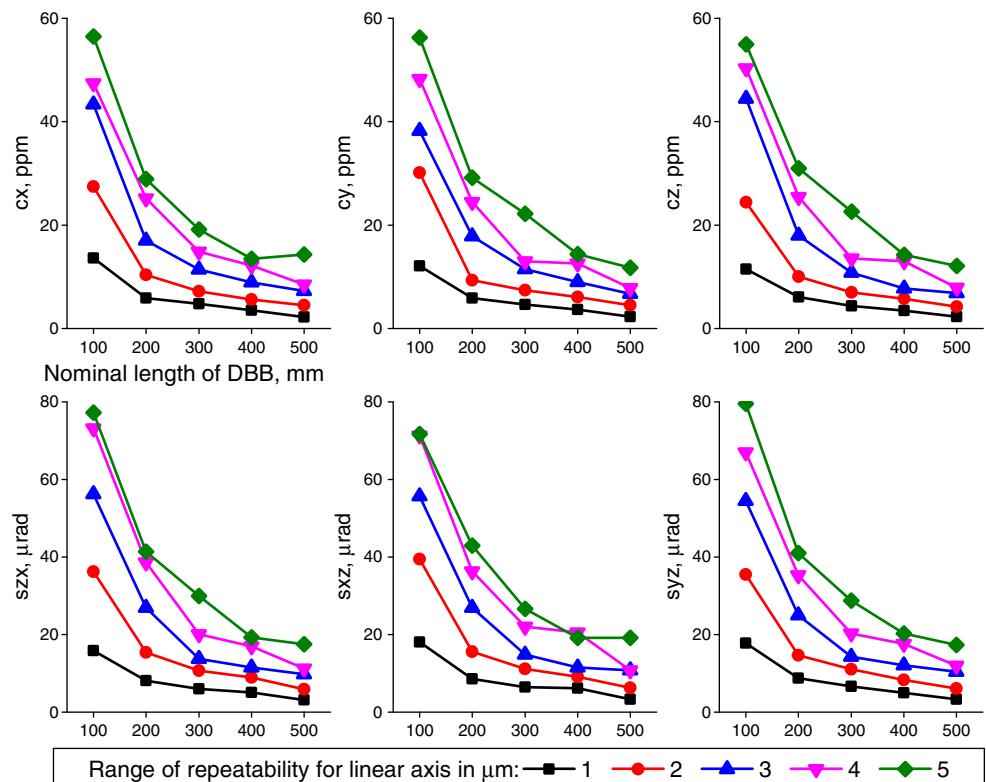 cx, ppm
60
40
20
0
100 200 300 400 500
cy, ppm
60
40
20
0
100 200 300 400 500
cz, ppm
60
40
20
0
100 200 300 400 500
Nominal length of DBB, mm
szx, μrad
80
60
40
20
0
100 200 300 400 500
sxz, μrad
80
60
40
20
0
100 200 300 400 500
syz, μrad
80
60
40
20
0
100 200 300 400 500
Range of repeatability for linear axis in μm: 1 2 3 4 5